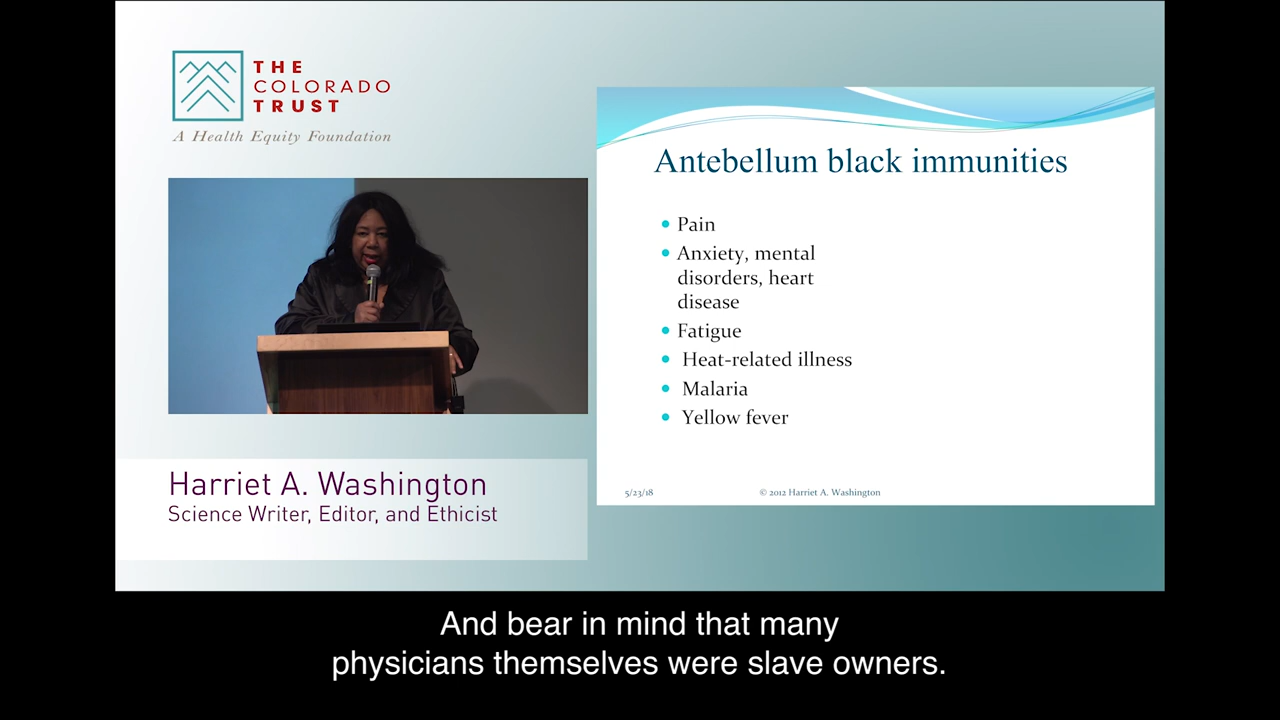 THE
COLORADO
TRUST
A Health Equity Foundation
Antebellum black immunities
• Pain
• Anxiety, mental
disorders, heart
disease
• Fatigue
• Heat-related illness
• Malaria
• Yellow fever
5/23/18
© 2012 Harriet A. Washington
Harriet A. Washington
Science Writer, Editor, and Ethicist
And bear in mind that many
physicians themselves were slave owners.